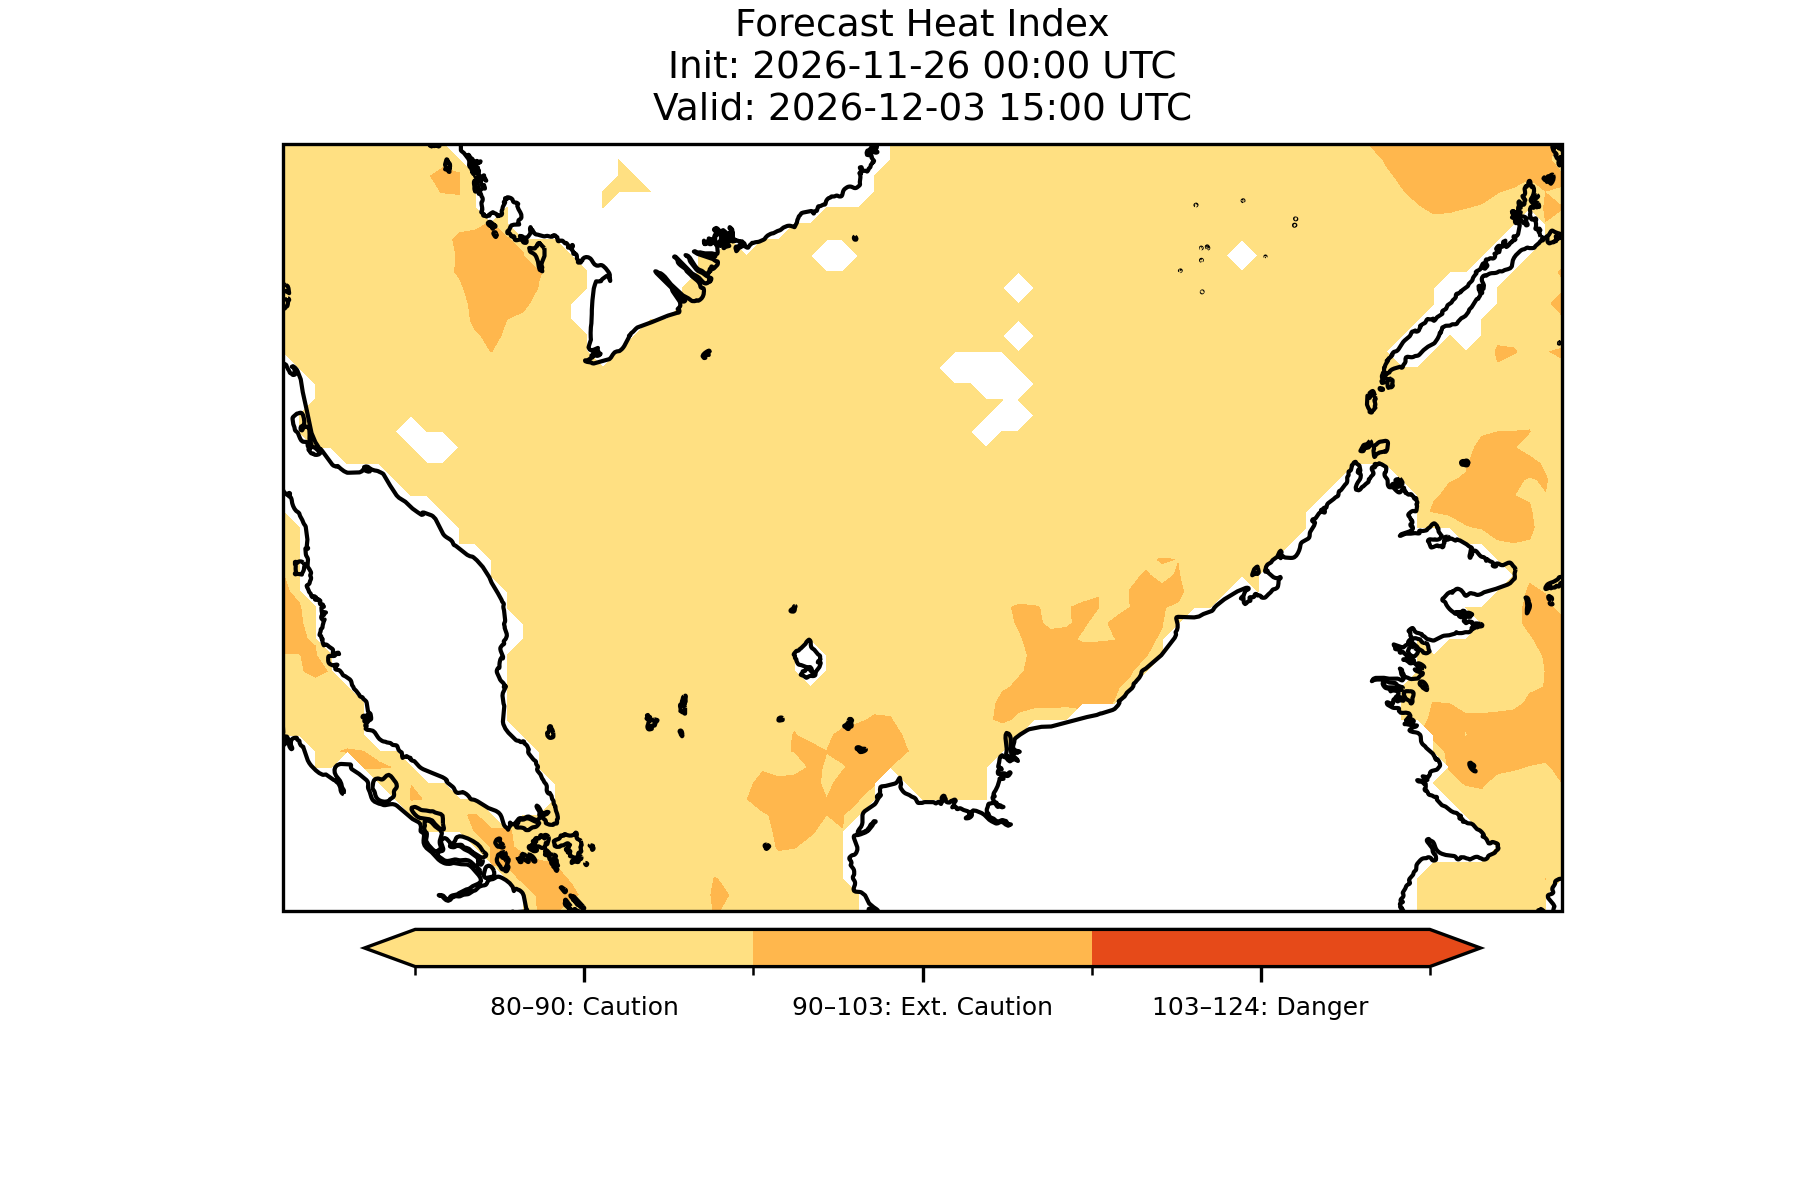 Forecast Heat Index
Init: 2026-11-26 00:00 UTC
Valid: 2026-12-03 15:00 UTC
80–90: Caution
90–103: Ext. Caution
103–124: Danger